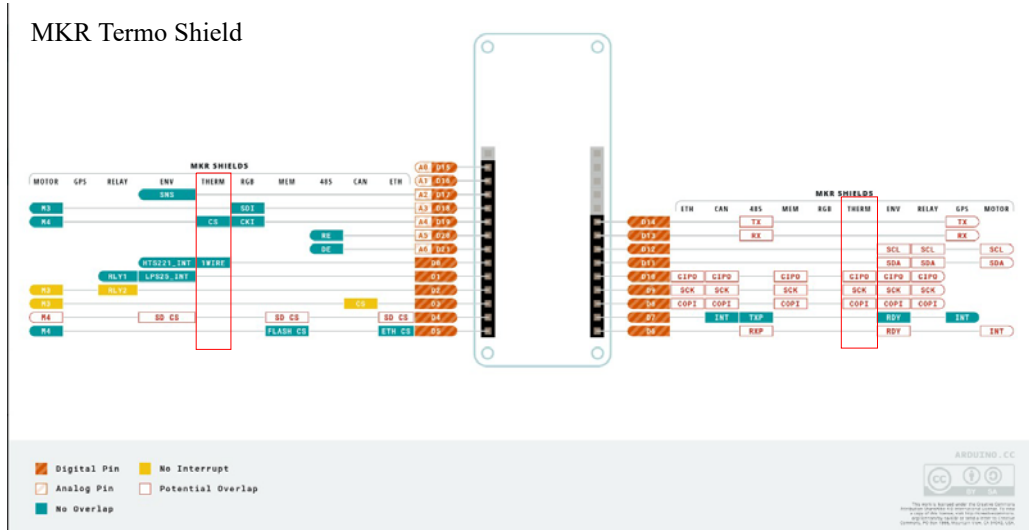 MKR Termo Shield
MKR SHIELDS
MOTOR GPS RELAY ENV THERM RGB MEM 485 CAN ETH
A0 D15
A1 D16
SNS A2 D17
M3 SDI A3 D18
M4 CS CKI A4 D19
RE A5 D20
DE A6 D21
HTS221_INT 1WIRE D0
RLY1 LPS25_INT D1
M3 RLY2 D2
M3 CS D3
M4 SD CS SD CS SD CS D4
M4 FLASH CS ETH CS D5
MKR SHIELDS
ETH CAN 485 MEM RGB THERM ENV RELAY GPS MOTOR
D14 TX TX
D13 RX RX
D12 SCL SCL SCL
D11 SDA SDA SDA
D10 CIPO CIPO CIPO CIPO CIPO CIPO
D9 SCK SCK SCK SCK SCK SCK
D8 COPI COPI COPI COPI COPI COPI
D7 INT TXP RDY INT
D6 RXP RDY INT
Digital Pin
Analog Pin
No Overlap
No Interrupt
Potential Overlap
ARDUINO.CC
CC
BY SA